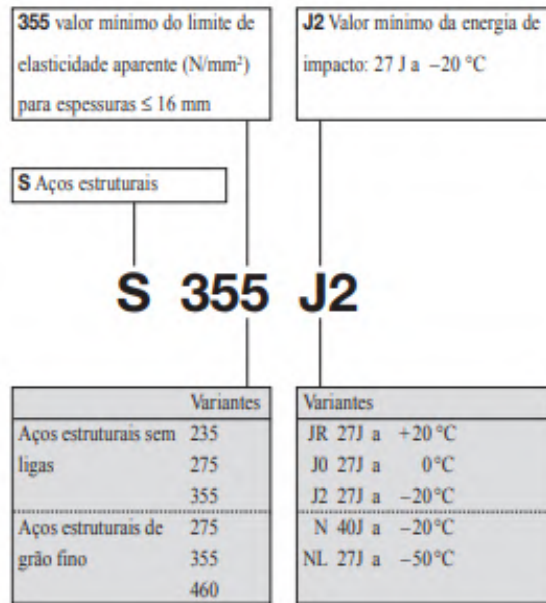 355 valor mínimo do limite de
elasticidade aparente (N/mm²)
para espessuras ≤ 16 mm
J2 Valor mínimo da energia de
impacto: 27 J a –20 °C
S Aços estruturais
S 355 J2
Variantes
Aços estruturais sem 235
ligas 275
355
Aços estruturais de 275
grão fino 355
460
Variantes
JR 27J a +20 °C
J0 27J a 0°C
J2 27J a –20°C
N 40J a –20°C
NL 27J a –50°C